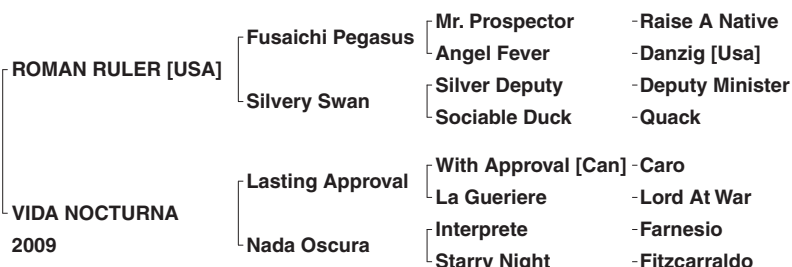 Mr. Prospector -Raise A Native
Fusaichi Pegasus
Angel Fever -Danzig [Usa]
ROMAN RULER [USA]
Silver Deputy -Deputy Minister
Silvery Swan
Sociable Duck -Quack
With Approval [Can] -Caro
Lasting Approval
La Gueriere -Lord At War
VIDA NOCTURNA
Interprete -Farnesio
2009
Nada Oscura
Starry Night -Fitzcarraldo